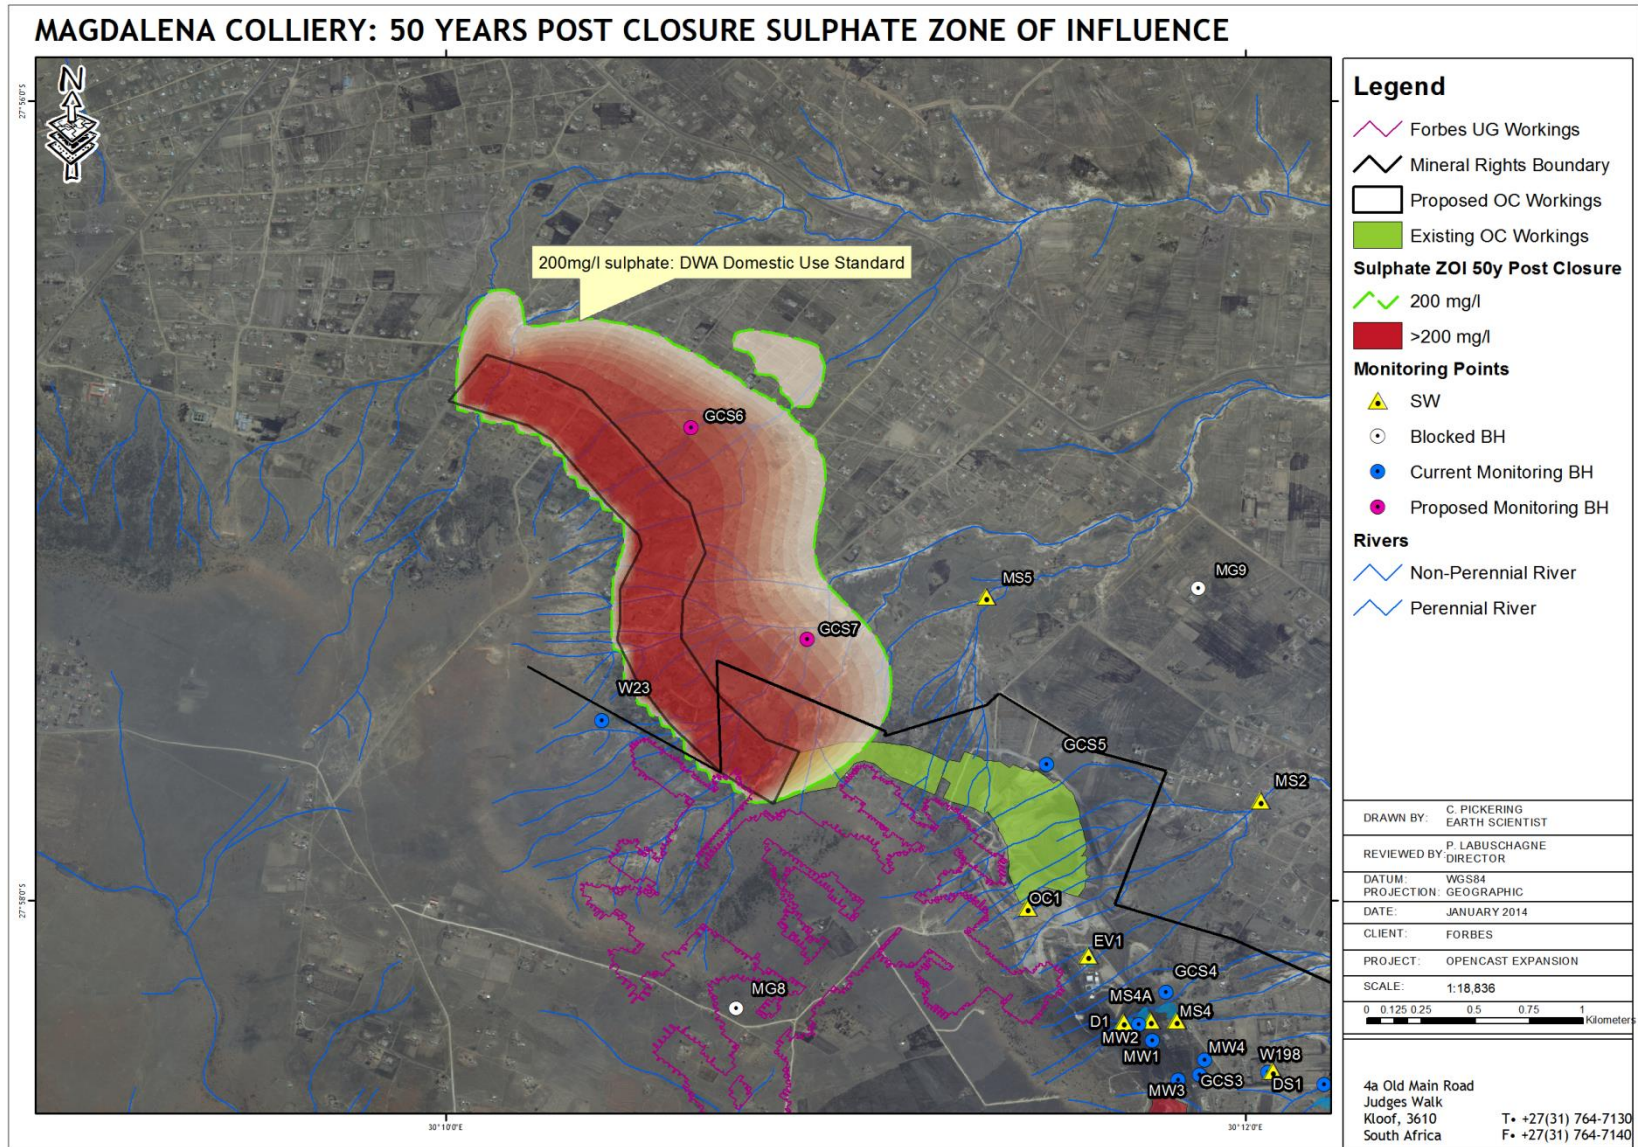 MAGDALENA COLLIERY: 50 YEARS POST CLOSURE SULPHATE ZONE OF INFLUENCE
N
27°56'0"S
27°58'0"S
30°10'0"E
30°12'0"E
200mg/l sulphate: DWA Domestic Use Standard
GCS6
MG9
MS5
GCS7
W23
GCS5
MS2
OC1
EV1
GCS4
MG8
MS4A
MS4
D1
MW2
MW1
MW4
W198
GCS3
DS1
MW3
Legend
Forbes UG Workings
Mineral Rights Boundary
Proposed OC Workings
Existing OC Workings
Sulphate ZOI 50y Post Closure
200 mg/l
>200 mg/l
Monitoring Points
SW
Blocked BH
Current Monitoring BH
Proposed Monitoring BH
Rivers
Non-Perennial River
Perennial River
DRAWN BY: C. PICKERING
EARTH SCIENTIST
REVIEWED BY: P. LABUSCHAGNE
DIRECTOR
DATUM: WGS84
PROJECTION: GEOGRAPHIC
DATE: JANUARY 2014
CLIENT: FORBES
PROJECT: OPENCAST EXPANSION
SCALE: 1:18,836
0 0.125 0.25 0.5 0.75 1
Kilometers
4a Old Main Road
Judges Walk
Kloof, 3610 T• +27(31) 764-7130
South Africa F• +27(31) 764-7140